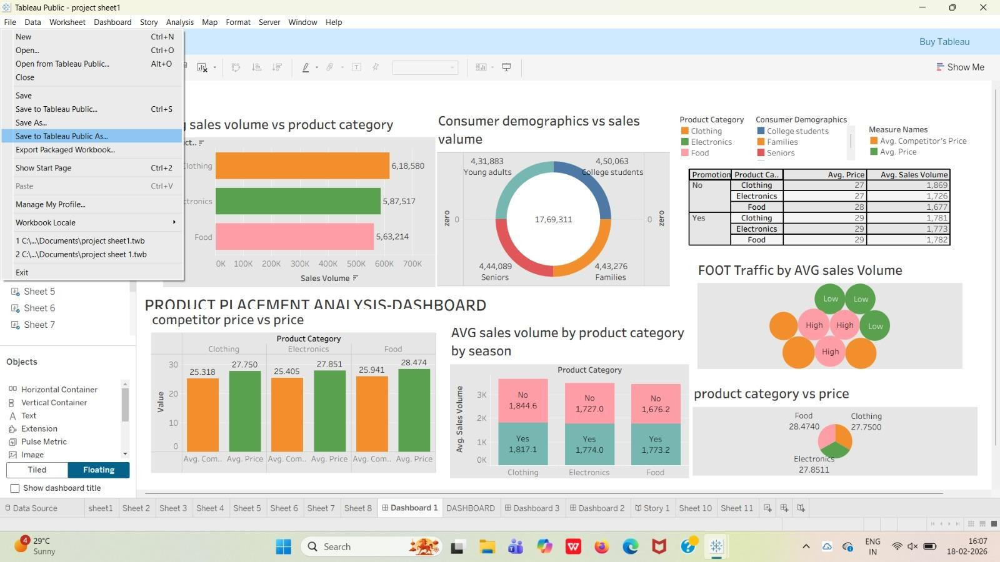 Tableau Public - project sheet1
File Data Worksheet Dashboard Story Analysis Map Format Server Window Help
New Ctrl+N
Open... Ctrl+O
Open from Tableau Public... Alt+O
Close
Save
Save to Tableau Public... Ctrl+S
Save As...
Save to Tableau Public As...
Export Packaged Workbook...
Show Start Page Ctrl+2
Paste Ctrl+V
Manage My Profile...
Workbook Locale
1 C:\...\Documents\project sheet1.twb
2 C:\...\Documents\project sheet 1.twb
Exit
Buy Tableau
Show Me
sales volume vs product category
Clothing
6,18,580
ctronics
5,87,517
Food
5,63,214
0K 100K 200K 300K 400K 500K 600K 700K
Sales Volume
Consumer demographics vs sales
valume
4,31,883
Young adults
4,50,063
College students
zero
0
17,69,311
0
zero
4,44,089
Seniors
4,43,276
Families
Product Category
Clothing
Electronics
Food
Consumer Demographics
College students
Families
Seniors
Measure Names
Avg. Competitor's Price
Avg. Price
Promotion Product Ca.. Avg. Price Avg. Sales Volume
No Clothing 27 1,869
Electronics 27 1,726
Food 28 1,677
Yes Clothing 29 1,781
Electronics 29 1,773
Food 29 1,782
FOOT Traffic by AVG sales Volume
Low Low
High High Low
High
Sheet 5
Sheet 6
Sheet 7
Objects
Horizontal Container
Vertical Container
Text
Extension
Pulse Metric
Image
Tiled Floating
Show dashboard title
PRODUCT PLACEMENT ANALYSIS-DASHBOARD
competitor price vs price
Product Category
Clothing Electronics Food
Value
30
20
10
0
25.318 27.750 25.405 27.851 25.941 28.474
Avg. Com.. Avg. Price Avg. Com.. Avg. Price Avg. Com.. Avg. Price
AVG sales volume by product category
by season
Product Category
Avg. Sales Volume
3K
2K
1K
0K
No
1,844.6
No
1,727.0
No
1,676.2
Yes
1,817.1
Yes
1,774.0
Yes
1,773.2
Clothing Electronics Food
product category vs price
Food
28.4740
Clothing
27.7500
Electronics
27.8511
Data Source sheet1 Sheet 2 Sheet 3 Sheet 4 Sheet 5 Sheet 6 Sheet 7 Sheet 8 Dashboard 1 DASHBOARD Dashboard 3 Dashboard 2 Story 1 Sheet 10 Sheet 11
4
29°C
Sunny
Search
ENG
IN
16:07
18-02-2026